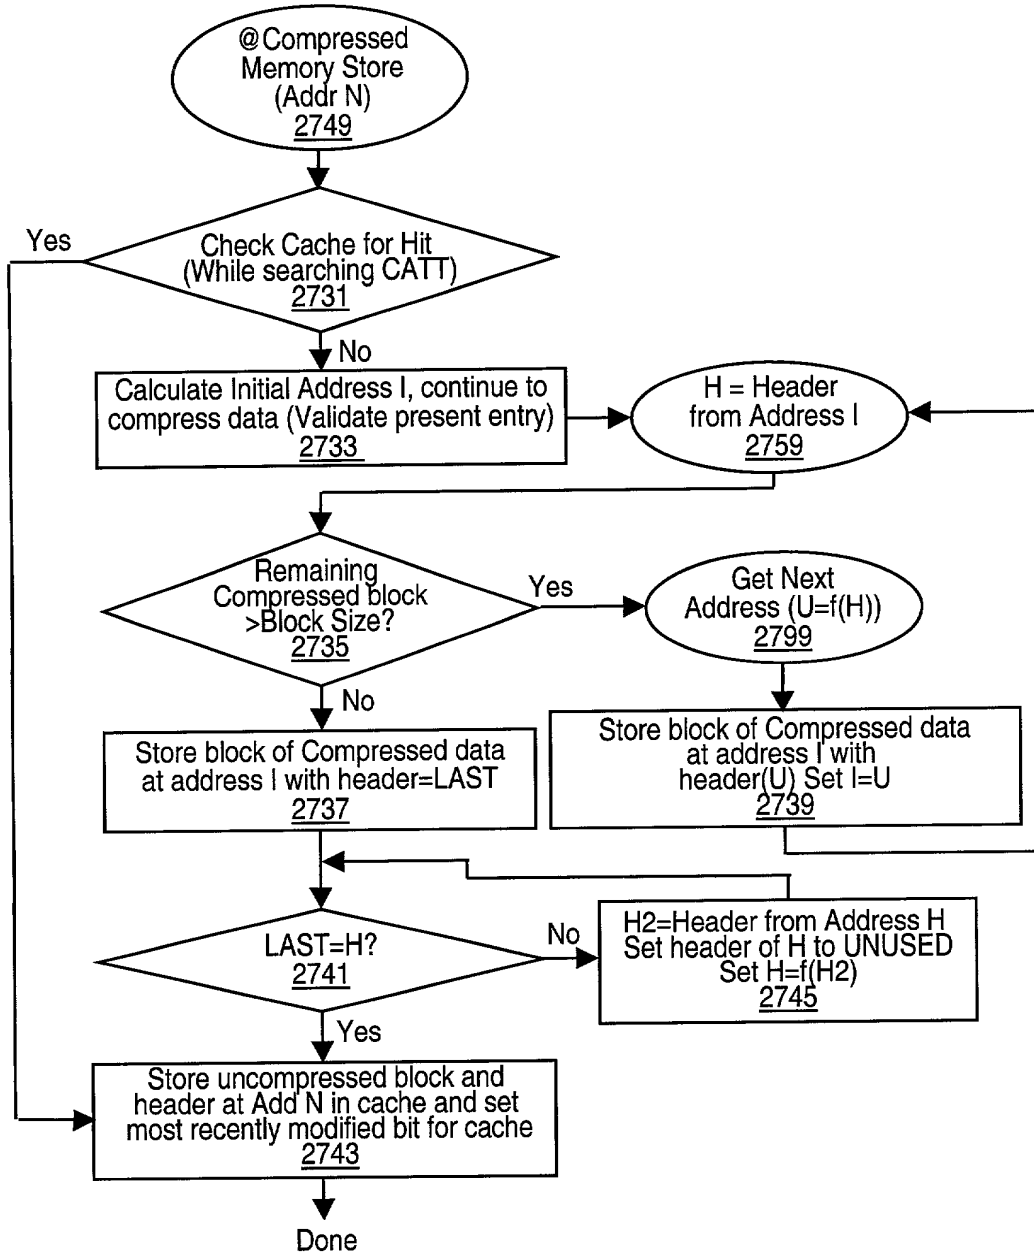 @Compressed
Memory Store
(Addr N)
2749
Yes
Check Cache for Hit
(While searching CATT)
2731
No
Calculate Initial Address I, continue to
compress data (Validate present entry)
2733
H = Header
from Address I
2759
Remaining
Compressed block
>Block Size?
2735
Yes
Get Next
Address (U=f(H))
2799
No
Store block of Compressed data
at address I with header=LAST
2737
Store block of Compressed data
at address I with
header(U) Set I=U
2739
LAST=H?
2741
No
H2=Header from Address H
Set header of H to UNUSED
Set H=f(H2)
2745
Yes
Store uncompressed block and
header at Add N in cache and set
most recently modified bit for cache
2743
Done